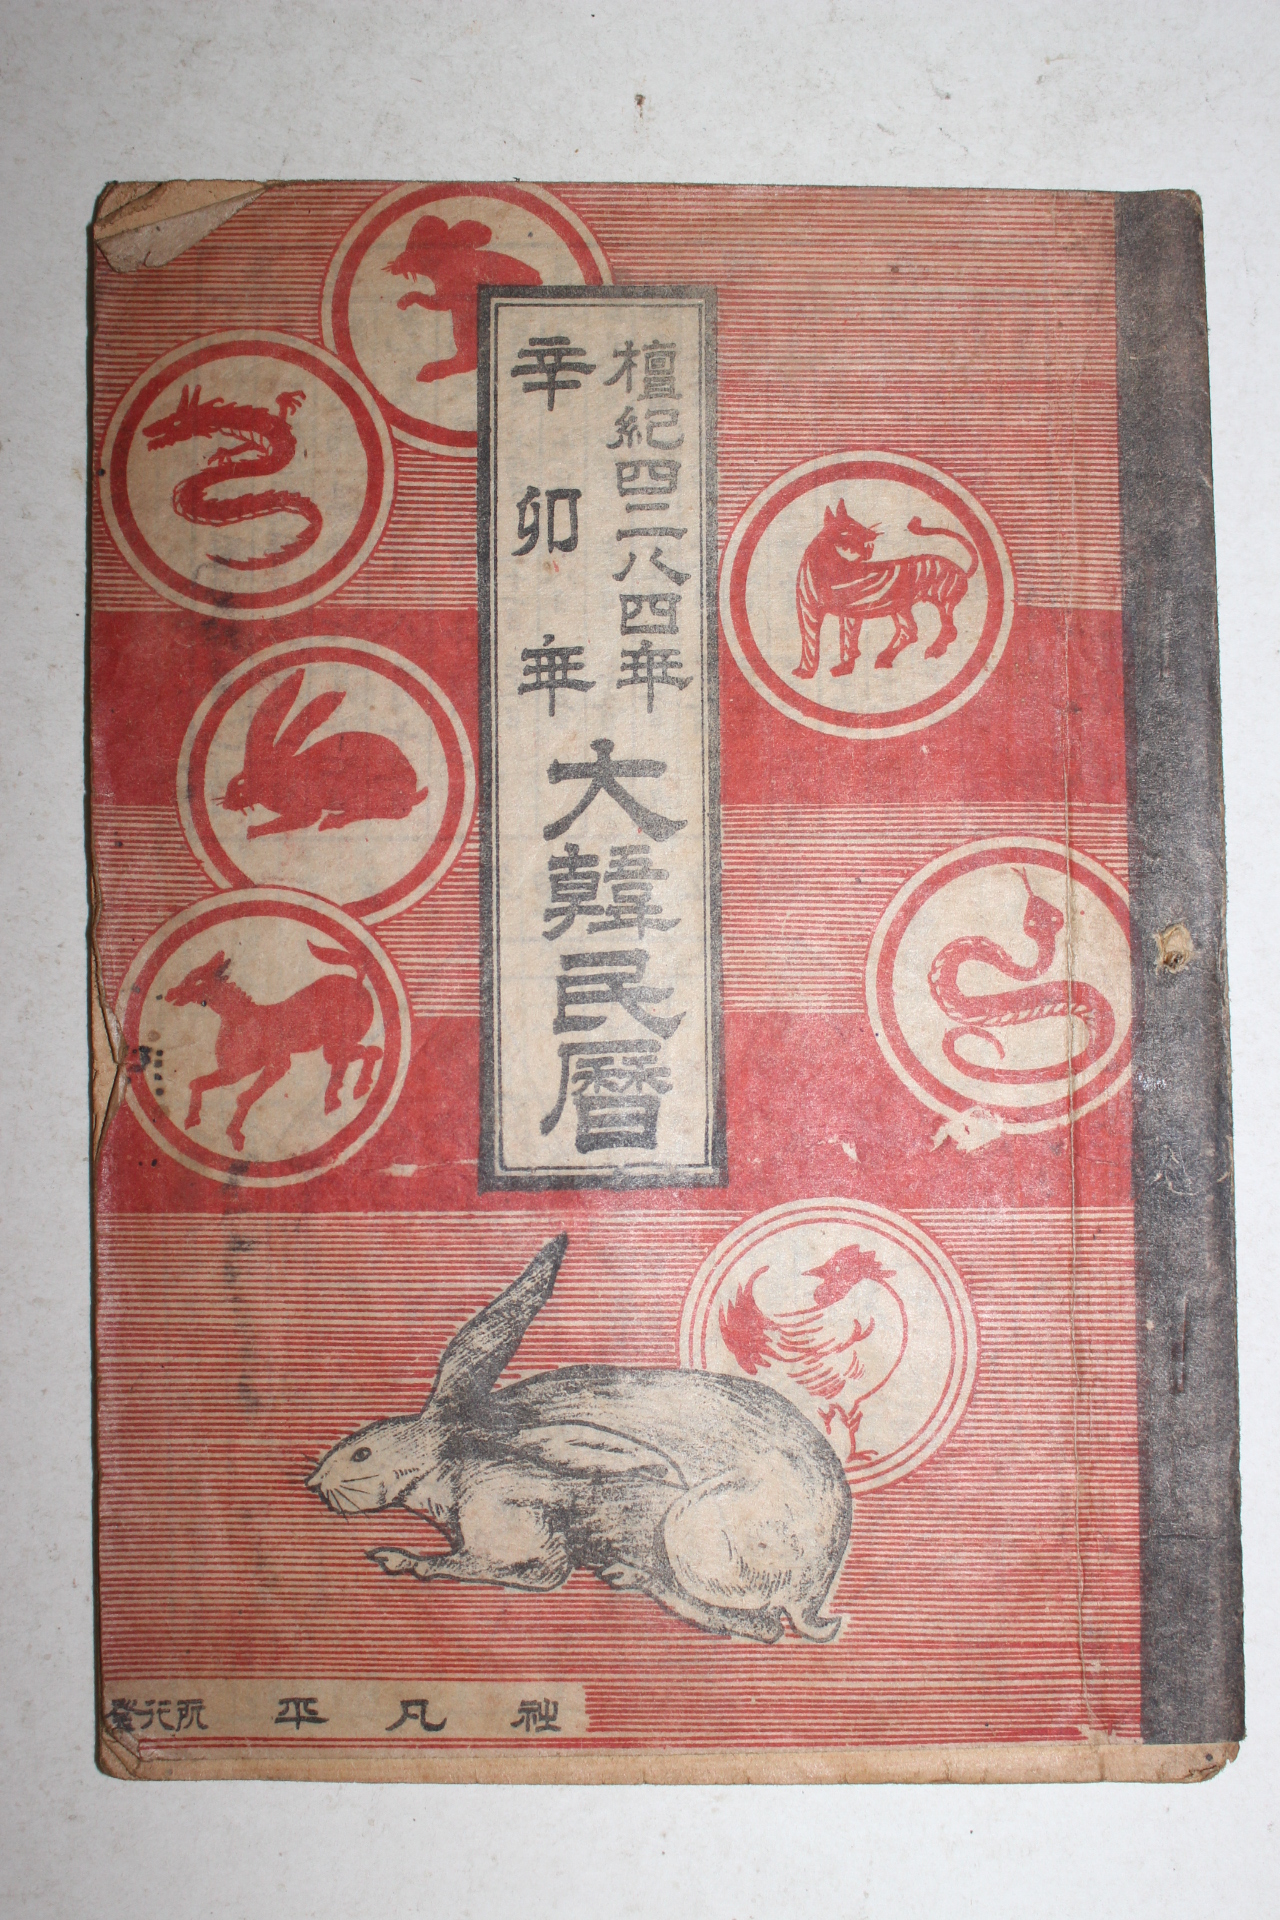 檀紀四二八四年
辛卯年
大韓民曆
發行所 平凡社